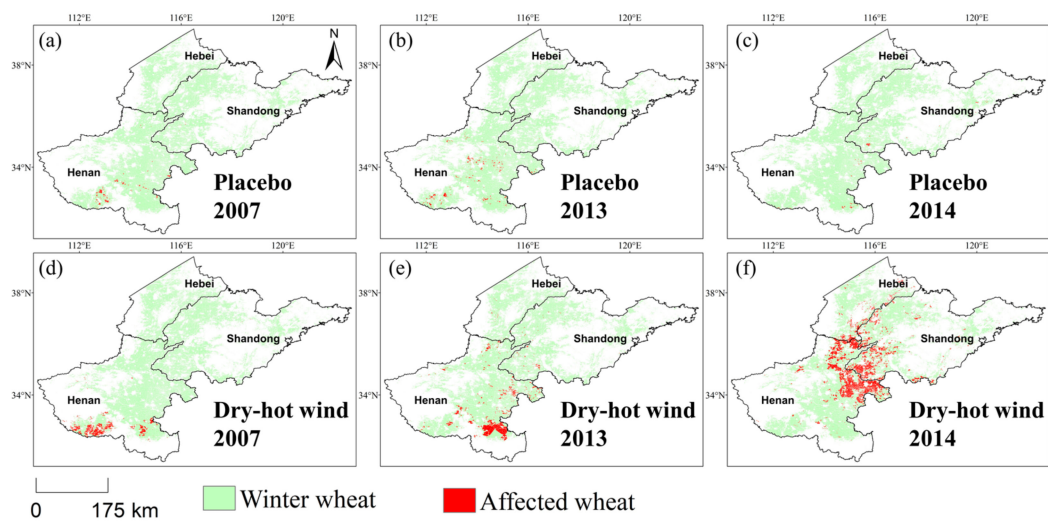 112°E 116°E 120°E 112°E 116°E 120°E 112°E 116°E 120°E
(a) N (b) (c)
38°N 38°N 38°N
Hebei Hebei Hebei
Shandong Shandong Shandong
34°N 34°N 34°N
Henan Henan Henan
Placebo Placebo Placebo
2007 2013 2014
112°E 116°E 120°E 112°E 116°E 120°E 112°E 116°E 120°E
(d) (e) (f)
Hebei Hebei Hebei
38°N 38°N 38°N
Shandong Shandong Shandong
34°N 34°N 34°N
Henan Henan Henan
Dry-hot wind Dry-hot wind Dry-hot wind
2007 2013 2014
Winter wheat Affected wheat
0 175 km